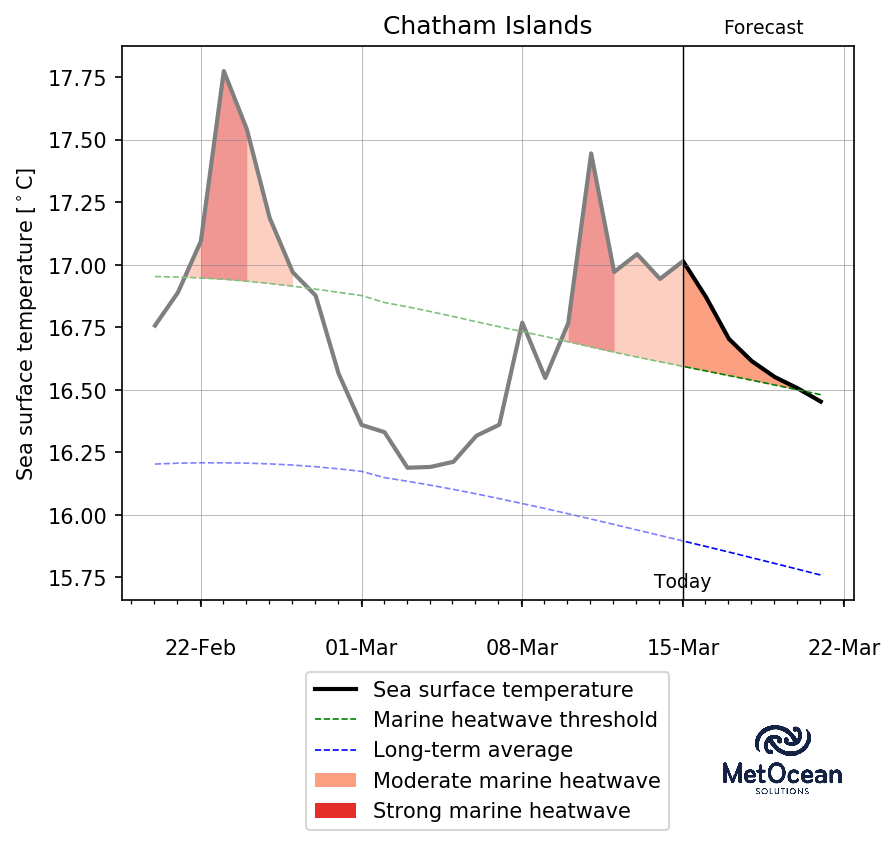 Chatham Islands
Forecast
Sea surface temperature [°C]
17.75
17.50
17.25
17.00
16.75
16.50
16.25
16.00
15.75
Today
22-Feb 01-Mar 08-Mar 15-Mar 22-Mar
Sea surface temperature
Marine heatwave threshold
Long-term average
Moderate marine heatwave
Strong marine heatwave
MetOcean
SOLUTIONS